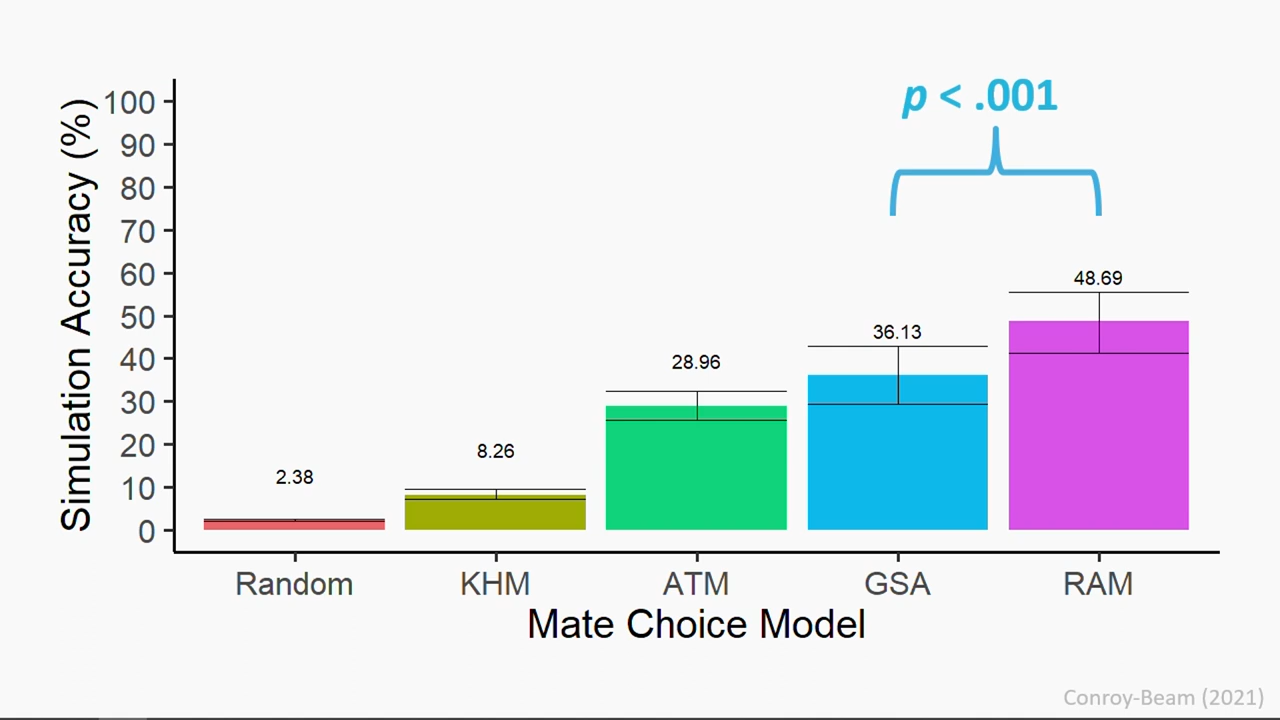 p < .001
Simulation Accuracy (%)
100
90
80
70
60
50
40
30
20
10
0
2.38
8.26
28.96
36.13
48.69
Random
KHM
ATM
GSA
RAM
Mate Choice Model
Conroy-Beam (2021)